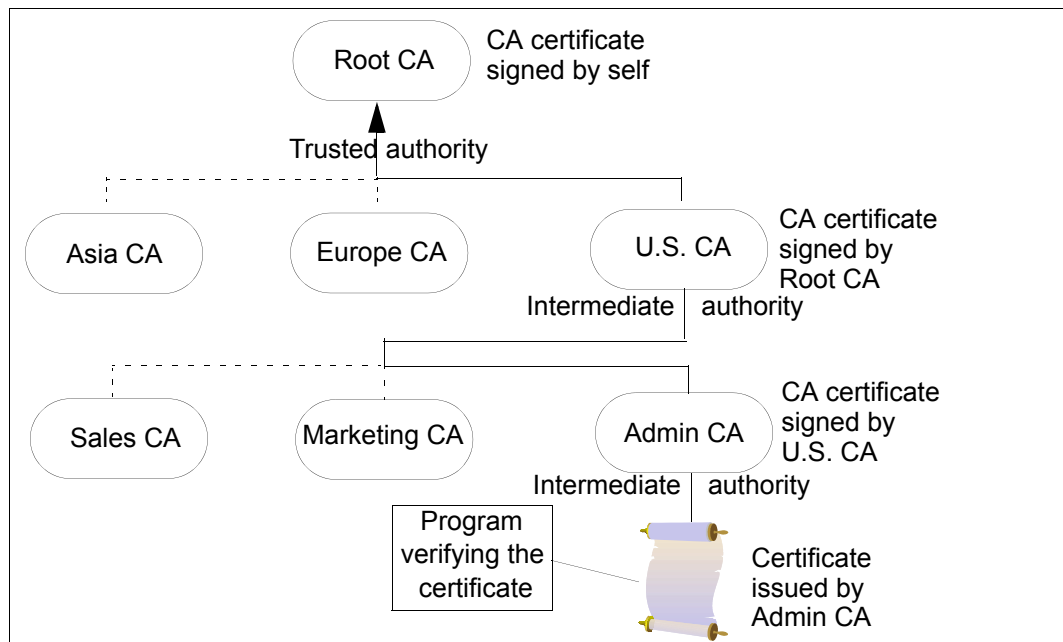 Root CA
CA certificate
signed by self
Trusted authority
Asia CA
Europe CA
U.S. CA
CA certificate
signed by
Root CA
Intermediate authority
Sales CA
Marketing CA
Admin CA
CA certificate
signed by
U.S. CA
Intermediate authority
Program
verifying the
certificate
Certificate
issued by
Admin CA